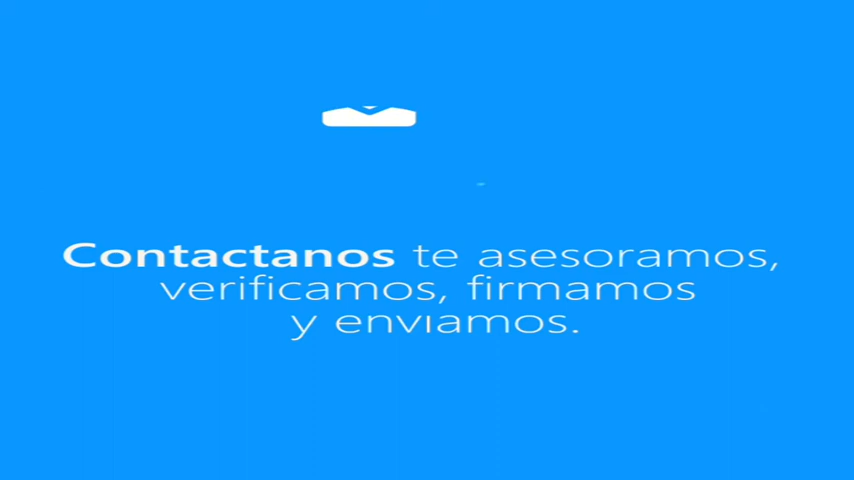 Contactanos te asesoramos,
verificamos, firmamos
y enviamos.